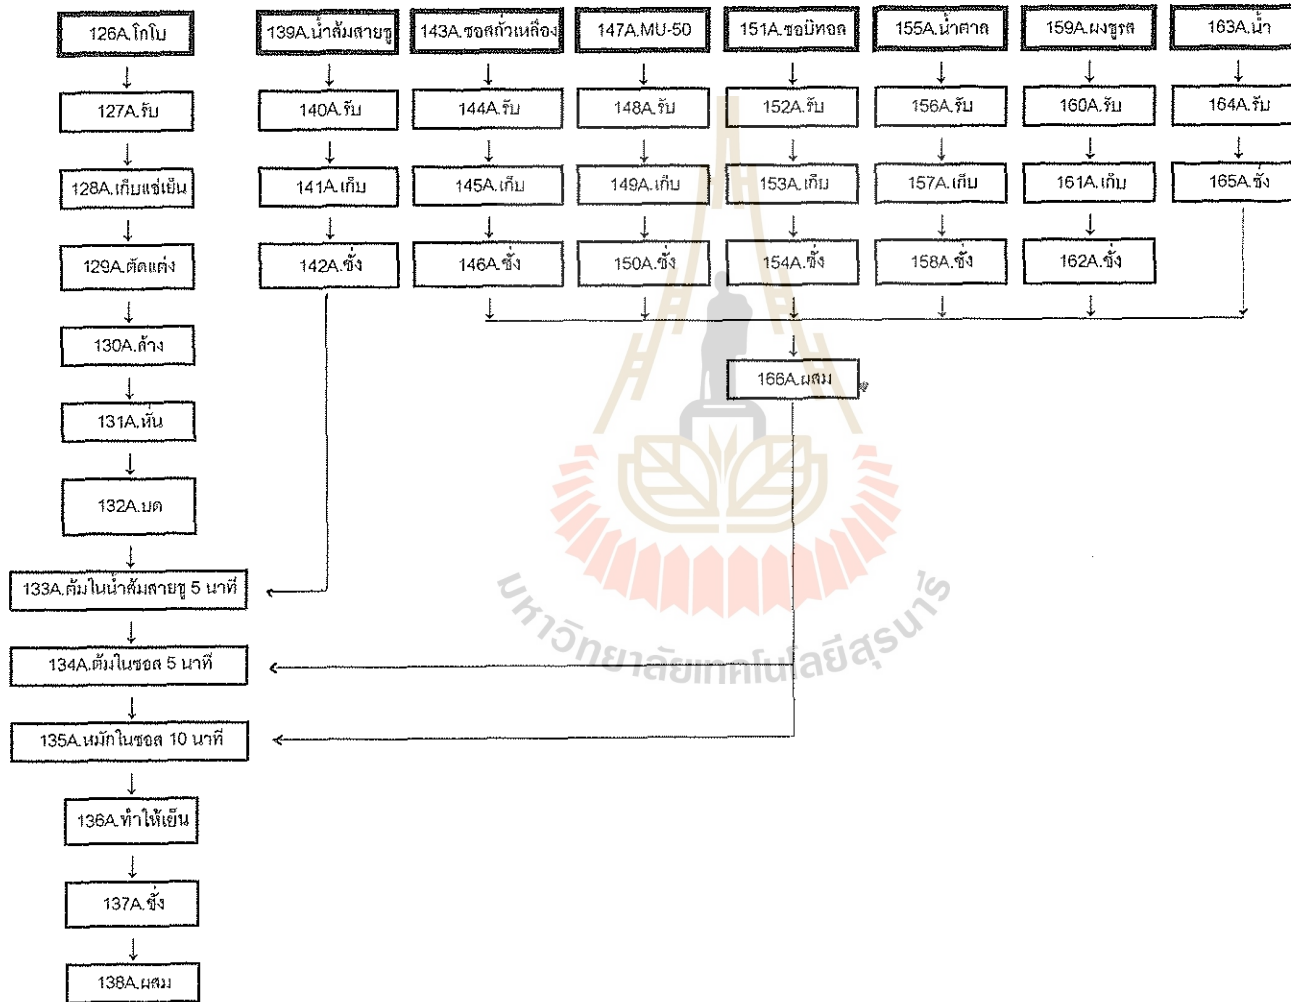 126A.โกโบ
139A.น้ำส้มสายชู
143A.ซอสถั่วเหลือง
147A.MU-50
151A.ซอบิทอล
155A.น้ำตาล
159A.ผงชูรส
163A.น้ำ
127A.รับ
140A.รับ
144A.รับ
148A.รับ
152A.รับ
156A.รับ
160A.รับ
164A.รับ
128A.เก็บแช่เย็น
141A.เก็บ
145A.เก็บ
149A.เก็บ
153A.เก็บ
157A.เก็บ
161A.เก็บ
165A.ชั่ง
129A.ตัดแต่ง
142A.ชั่ง
146A.ชั่ง
150A.ชั่ง
154A.ชั่ง
158A.ชั่ง
162A.ชั่ง
130A.ล้าง
166A.ผสม
131A.หั่น
132A.บด
133A.ต้มในน้ำส้มสายชู 5 นาที
134A.ต้มในซอส 5 นาที
135A.หมักในซอส 10 นาที
136A.ทำให้เย็น
137A.ชั่ง
138A.ผสม
มหาวิทยาลัยเทคโนโลยีสุรนารี